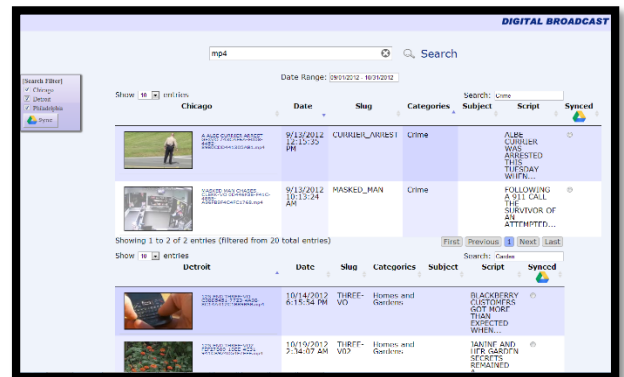 DIGITAL BROADCAST
mp4
Search
Date Range: 09/01/2012 - 10/31/2012
[Search Filter]
Chicago
Detroit
Philadelphia
Show 10 entries
Search: Crime
Chicago Date Slug Categories Subject Script Synced
9/13/2012 12:15:35 PM CURRIER_ARREST Crime
ALBE
CURRIER
WAS
ARRESTED
THIS
TUESDAY
WHEN...
9/13/2012 10:13:24 AM MASKED_MAN Crime
FOLLOWING
A 911 CALL
THE
SURVIVOR OF
AN
ATTEMPTED...
Showing 1 to 2 of 2 entries (filtered from 20 total entries)
First Previous 1 Next Last
Show 10 entries
Search: Garden
Detroit Date Slug Categories Subject Script Synced
10/14/2012 6:15:54 PM THREE-VO Homes and Gardens
BLACKBERRY
CUSTOMERS
GOT MORE
THAN
EXPECTED
WHEN...
10/19/2012 2:34:07 AM THREE-V02 Homes and Gardens
JANINE AND
HER GARDEN
SECRETS
REMAINED